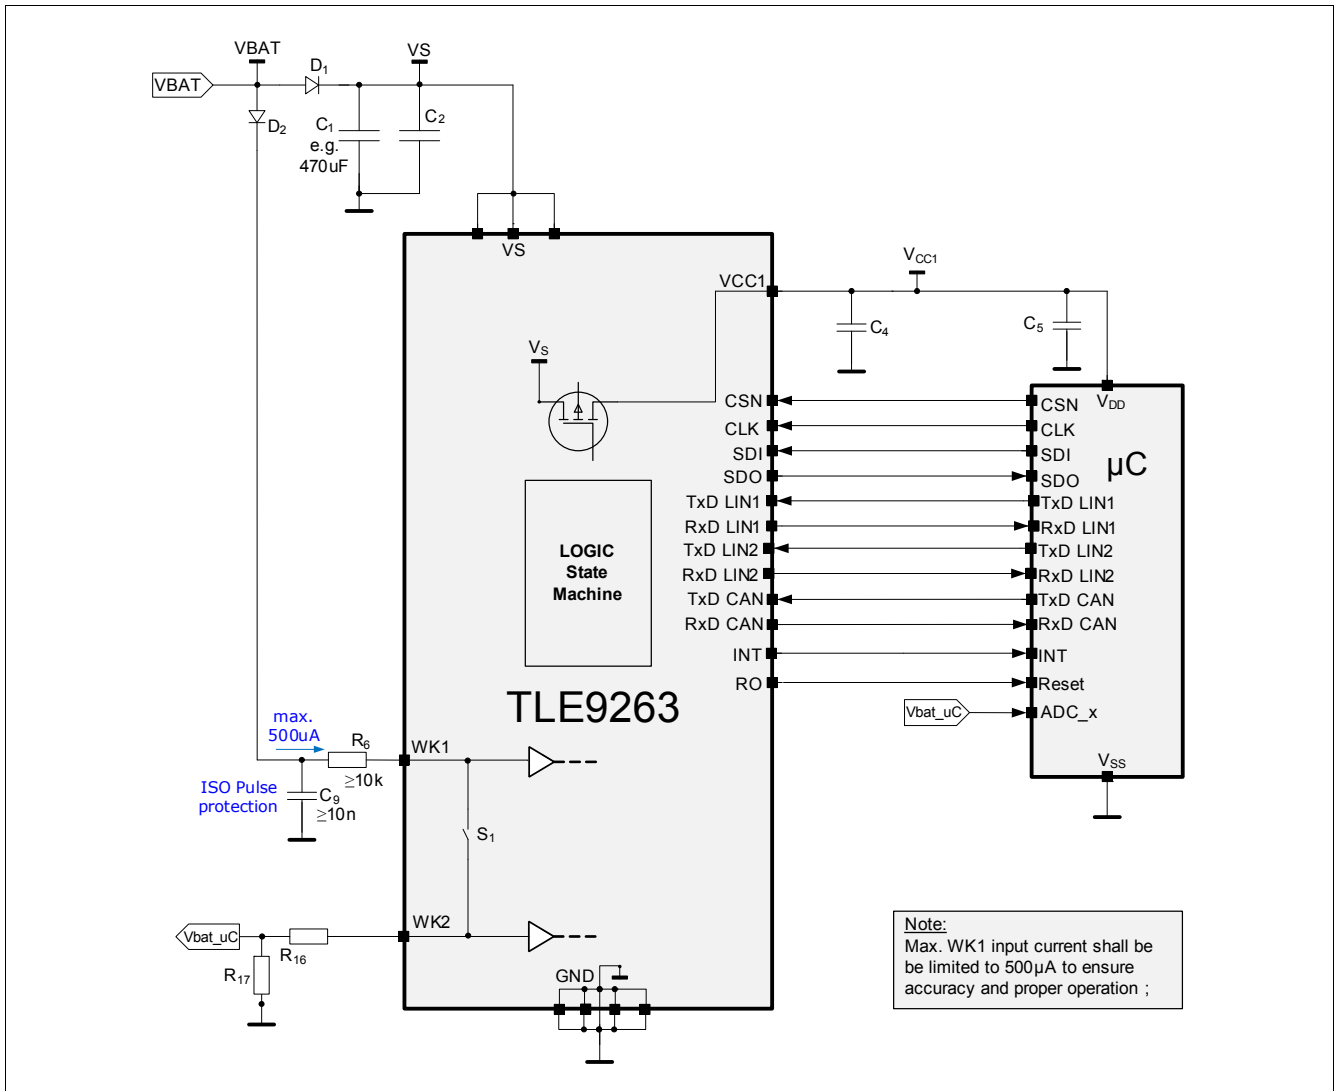 VBAT
VS
D1
VBAT
D2
C1
e.g.
470uF
C2
VS
VCC1
VCC1
C4
C5
VS
CSN
CLK
SDI
SDO
TxD LIN1
RxD LIN1
TxD LIN2
RxD LIN2
TxD CAN
RxD CAN
INT
RO
CSN
VDD
CLK
SDI
µC
SDO
TxD LIN1
RxD LIN1
TxD LIN2
RxD LIN2
TxD CAN
RxD CAN
INT
Reset
Vbat_uC
ADC_x
VSS
LOGIC
State
Machine
TLE9263
max.
500uA
R6
≥10k
WK1
ISO Pulse
protection
C9
≥10n
S1
WK2
Vbat_uC
R16
R17
GND
Note:
Max. WK1 input current shall be
be limited to 500µA to ensure
accuracy and proper operation ;